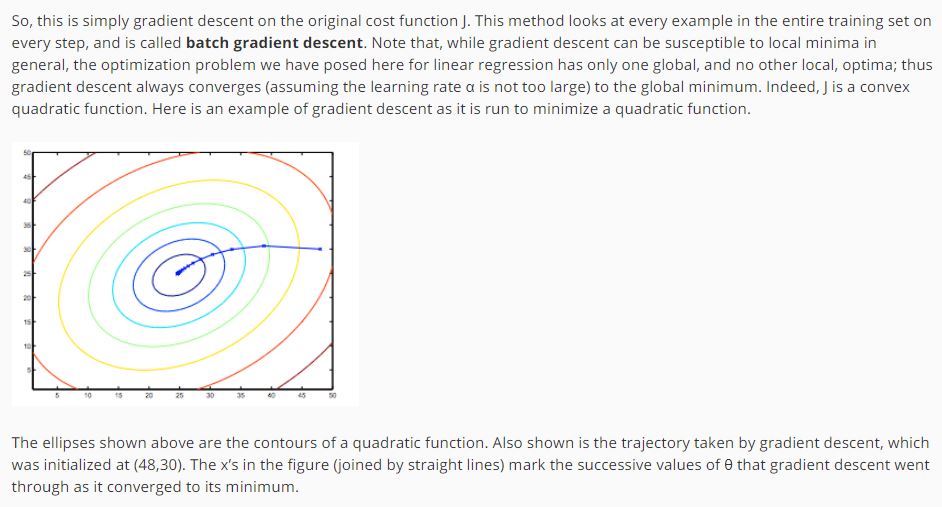 So, this is simply gradient descent on the original cost function J. This method looks at every example in the entire training set on
every step, and is called batch gradient descent. Note that, while gradient descent can be susceptible to local minima in
general, the optimization problem we have posed here for linear regression has only one global, and no other local, optima; thus
gradient descent always converges (assuming the learning rate α is not too large) to the global minimum. Indeed, J is a convex
quadratic function. Here is an example of gradient descent as it is run to minimize a quadratic function.
50
45
40
35
30
25
20
15
10
5
5 10 15 20 25 30 35 40 45 50
The ellipses shown above are the contours of a quadratic function. Also shown is the trajectory taken by gradient descent, which
was initialized at (48,30). The x's in the figure (joined by straight lines) mark the successive values of θ that gradient descent went
through as it converged to its minimum.